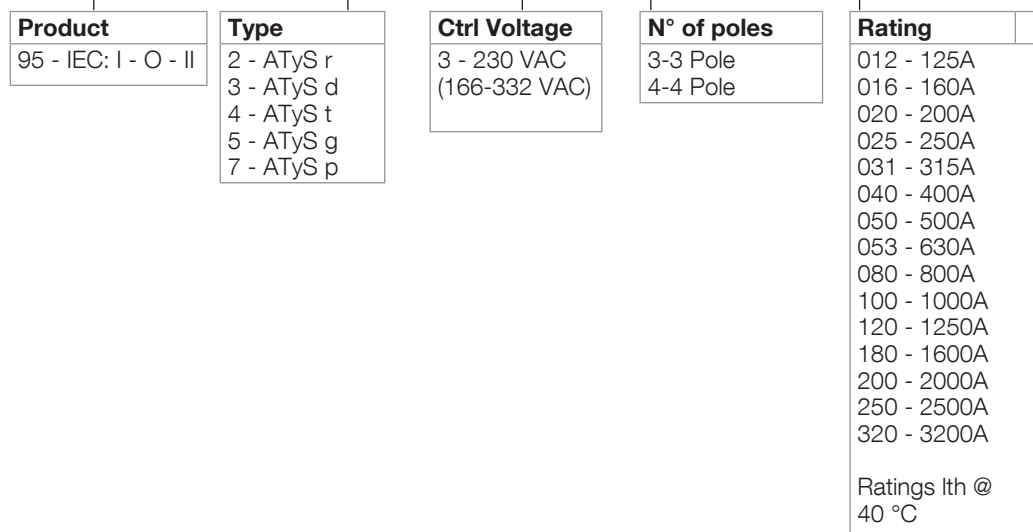 Product
95 - IEC: I - O - II
Type
2 - ATyS r
3 - ATyS d
4 - ATyS t
5 - ATyS g
7 - ATyS p
Ctrl Voltage
3 - 230 VAC
(166-332 VAC)
N° of poles
3-3 Pole
4-4 Pole
Rating
012 - 125A
016 - 160A
020 - 200A
025 - 250A
031 - 315A
040 - 400A
050 - 500A
053 - 630A
080 - 800A
100 - 1000A
120 - 1250A
180 - 1600A
200 - 2000A
250 - 2500A
320 - 3200A
Ratings Ith @
40 °C